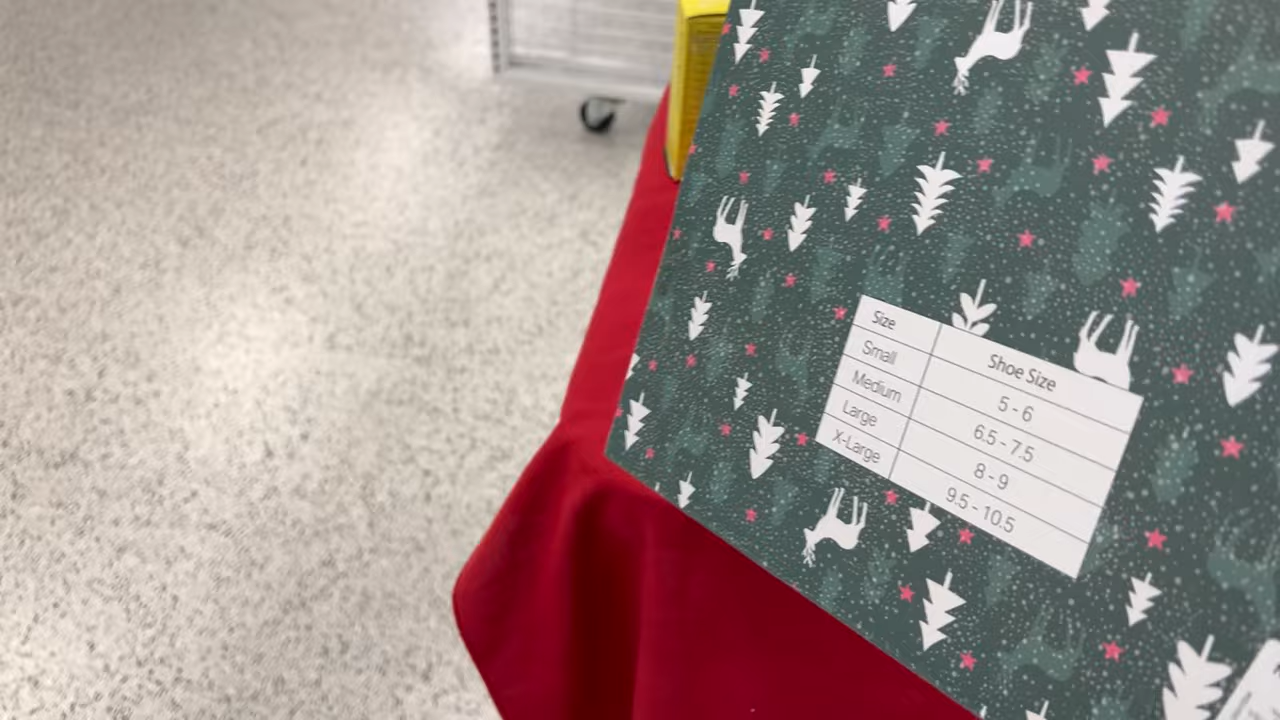 Size Shoe Size
Small 5 - 6
Medium 6.5 - 7.5
Large 8 - 9
X-Large 9.5 - 10.5